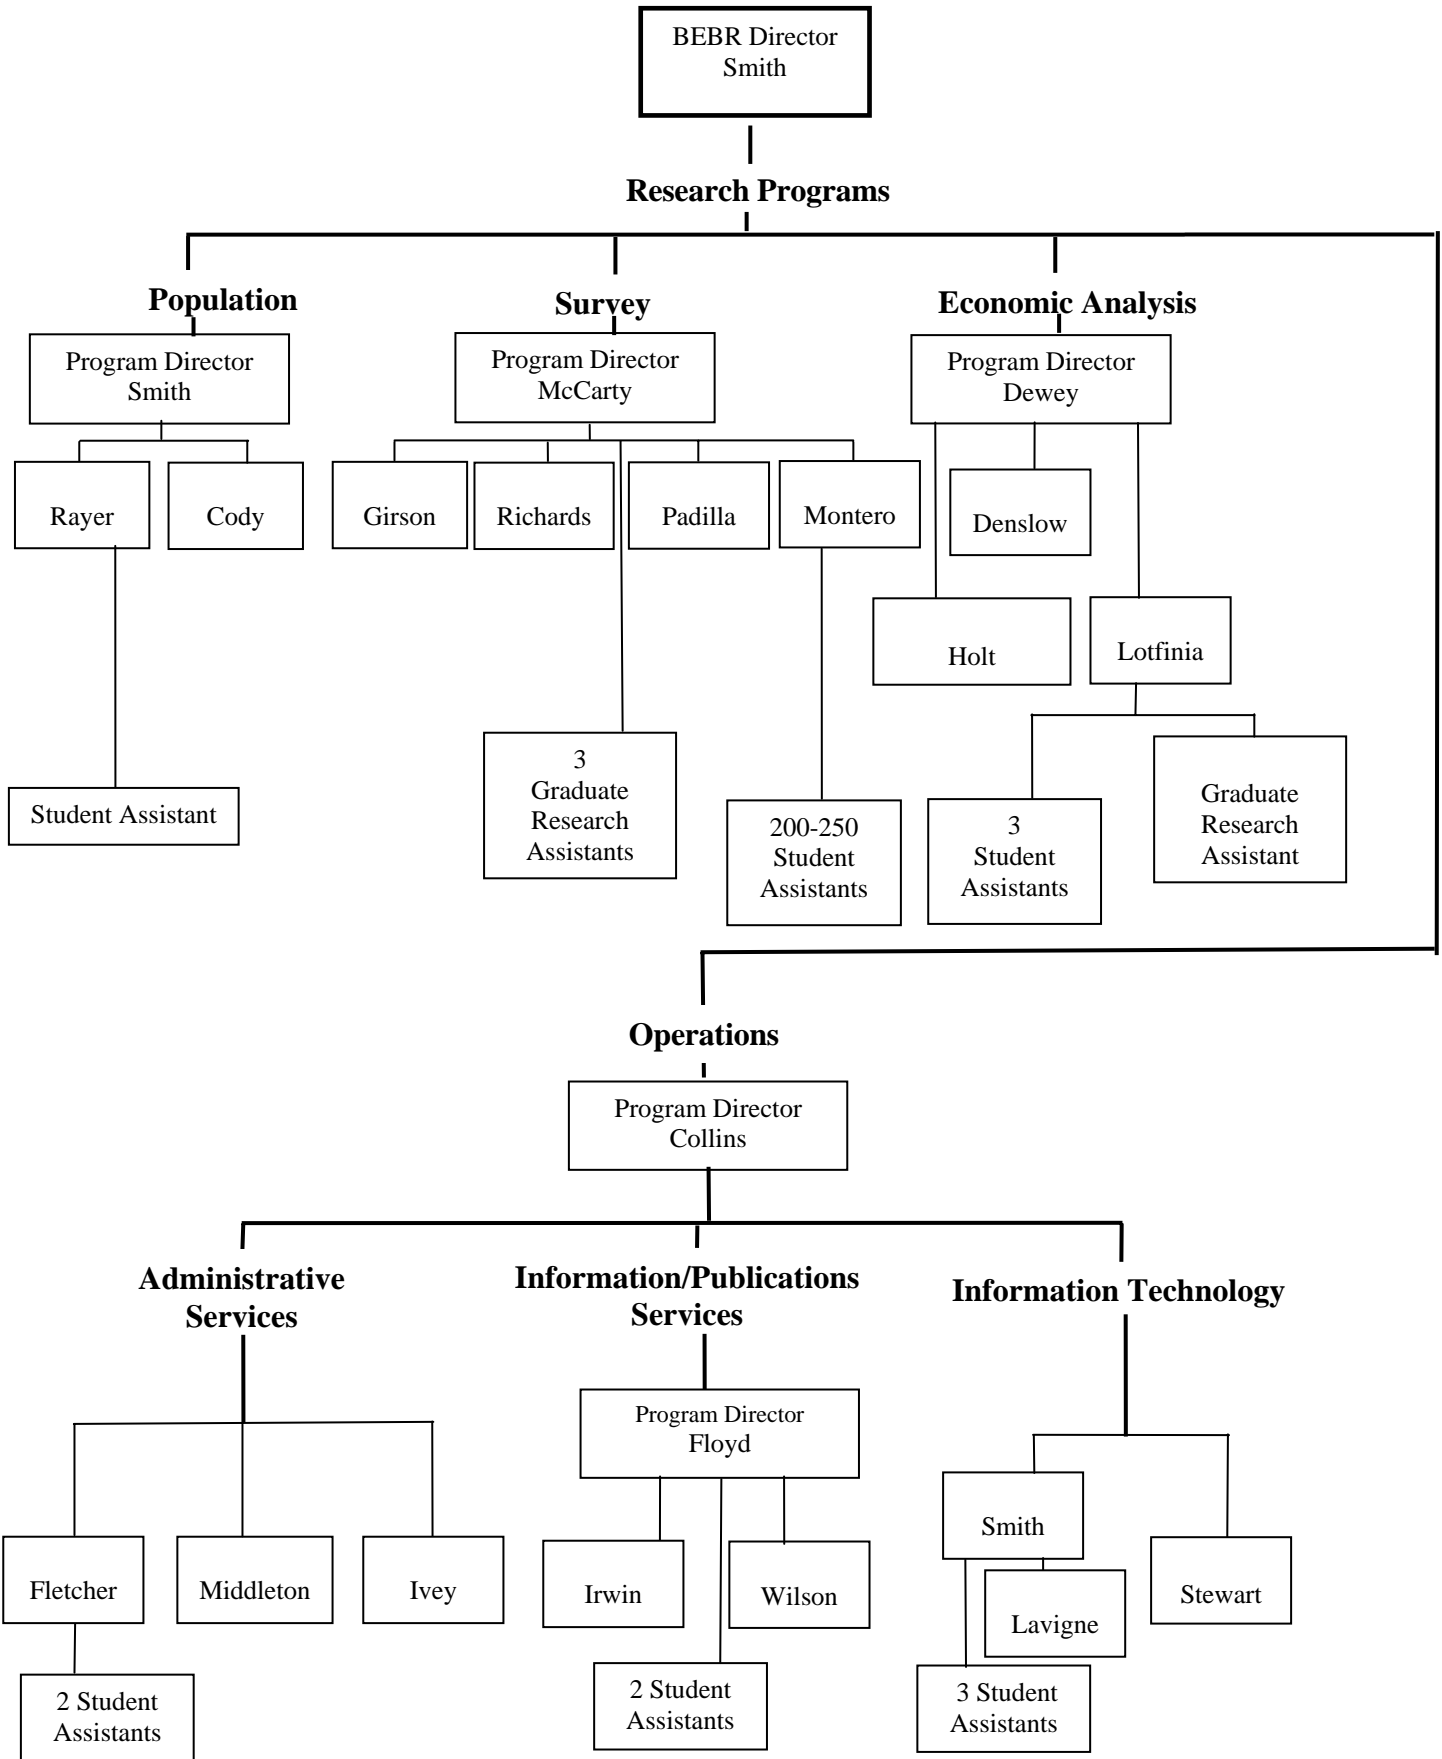 BEBR Director
Smith
Research Programs
Population
Survey
Economic Analysis
Program Director
Smith
Program Director
McCarty
Program Director
Dewey
Rayer
Cody
Girson
Richards
Padilla
Montero
Denslow
Holt
Lotfinia
Student Assistant
3
Graduate
Research
Assistants
200-250
Student
Assistants
3
Student
Assistants
Graduate
Research
Assistant
Operations
Program Director
Collins
Administrative
Services
Information/Publications
Services
Information Technology
Program Director
Floyd
Fletcher
Middleton
Ivey
Irwin
Wilson
Smith
Lavigne
Stewart
2 Student
Assistants
2 Student
Assistants
3 Student
Assistants